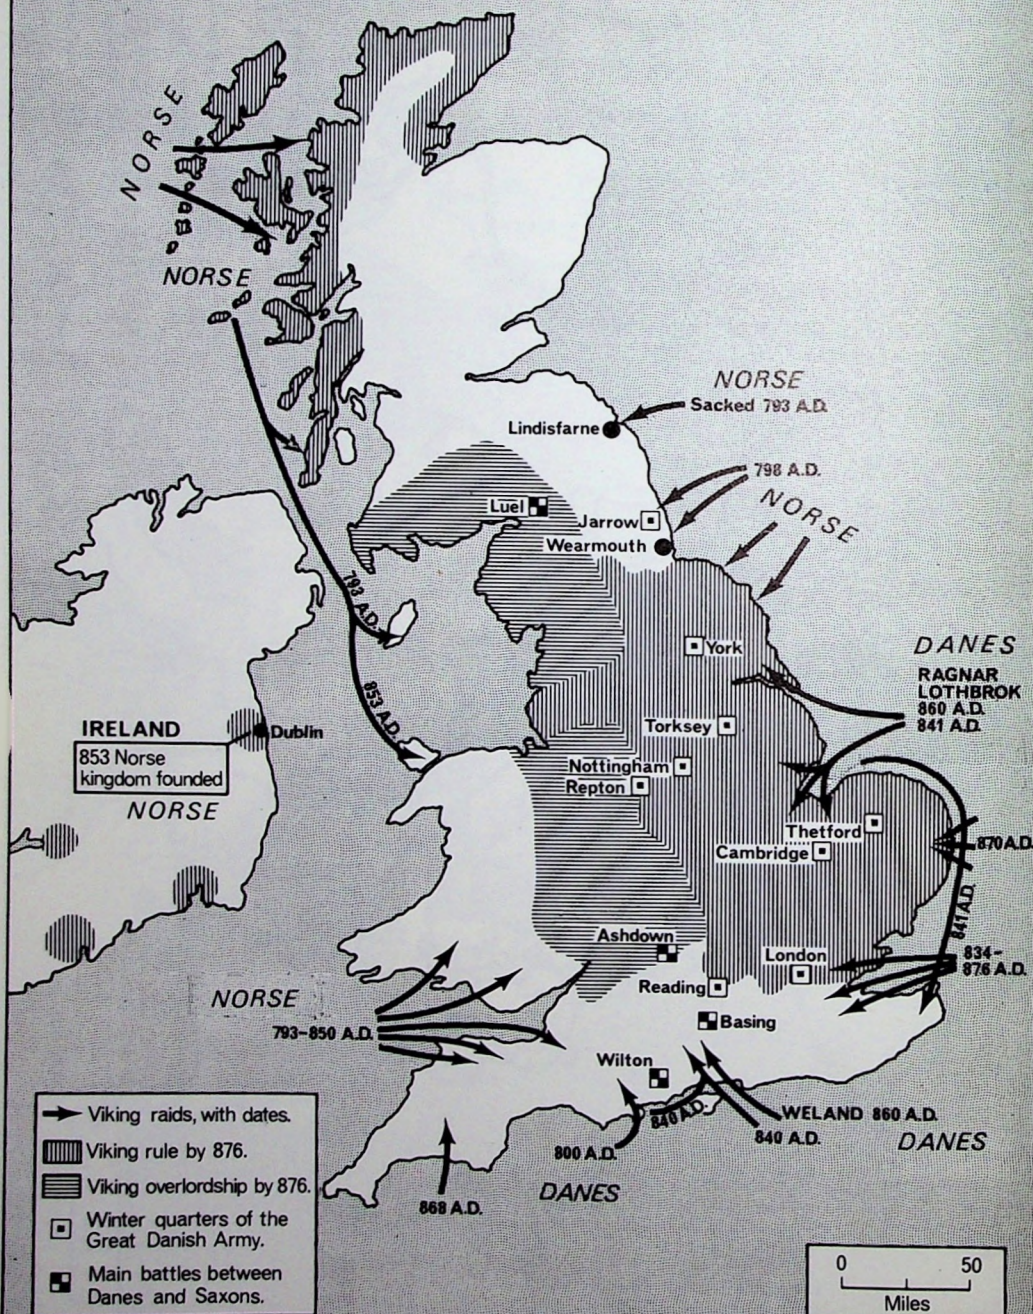 NORSE
NORSE
NORSE
Sacked 793 A.D.
Lindisfarne
798 A.D.
NORSE
Luel
Jarrow
Wearmouth
793 A.D.
York
DANES
RAGNAR
LOTHBROK
860 A.D.
841 A.D.
853 A.D.
Torksey
IRELAND
Dublin
853 Norse
kingdom founded
NORSE
Nottingham
Repton
Thetford
Cambridge
870 A.D.
841 A.D.
Ashdown
London
834-
876 A.D.
Reading
NORSE
793-850 A.D.
Basing
Wilton
840 A.D.
WELAND 860 A.D.
840 A.D.
DANES
800 A.D.
DANES
868 A.D.
Viking raids, with dates.
Viking rule by 876.
Viking overlordship by 876.
Winter quarters of the
Great Danish Army.
Main battles between
Danes and Saxons.
0 50
Miles